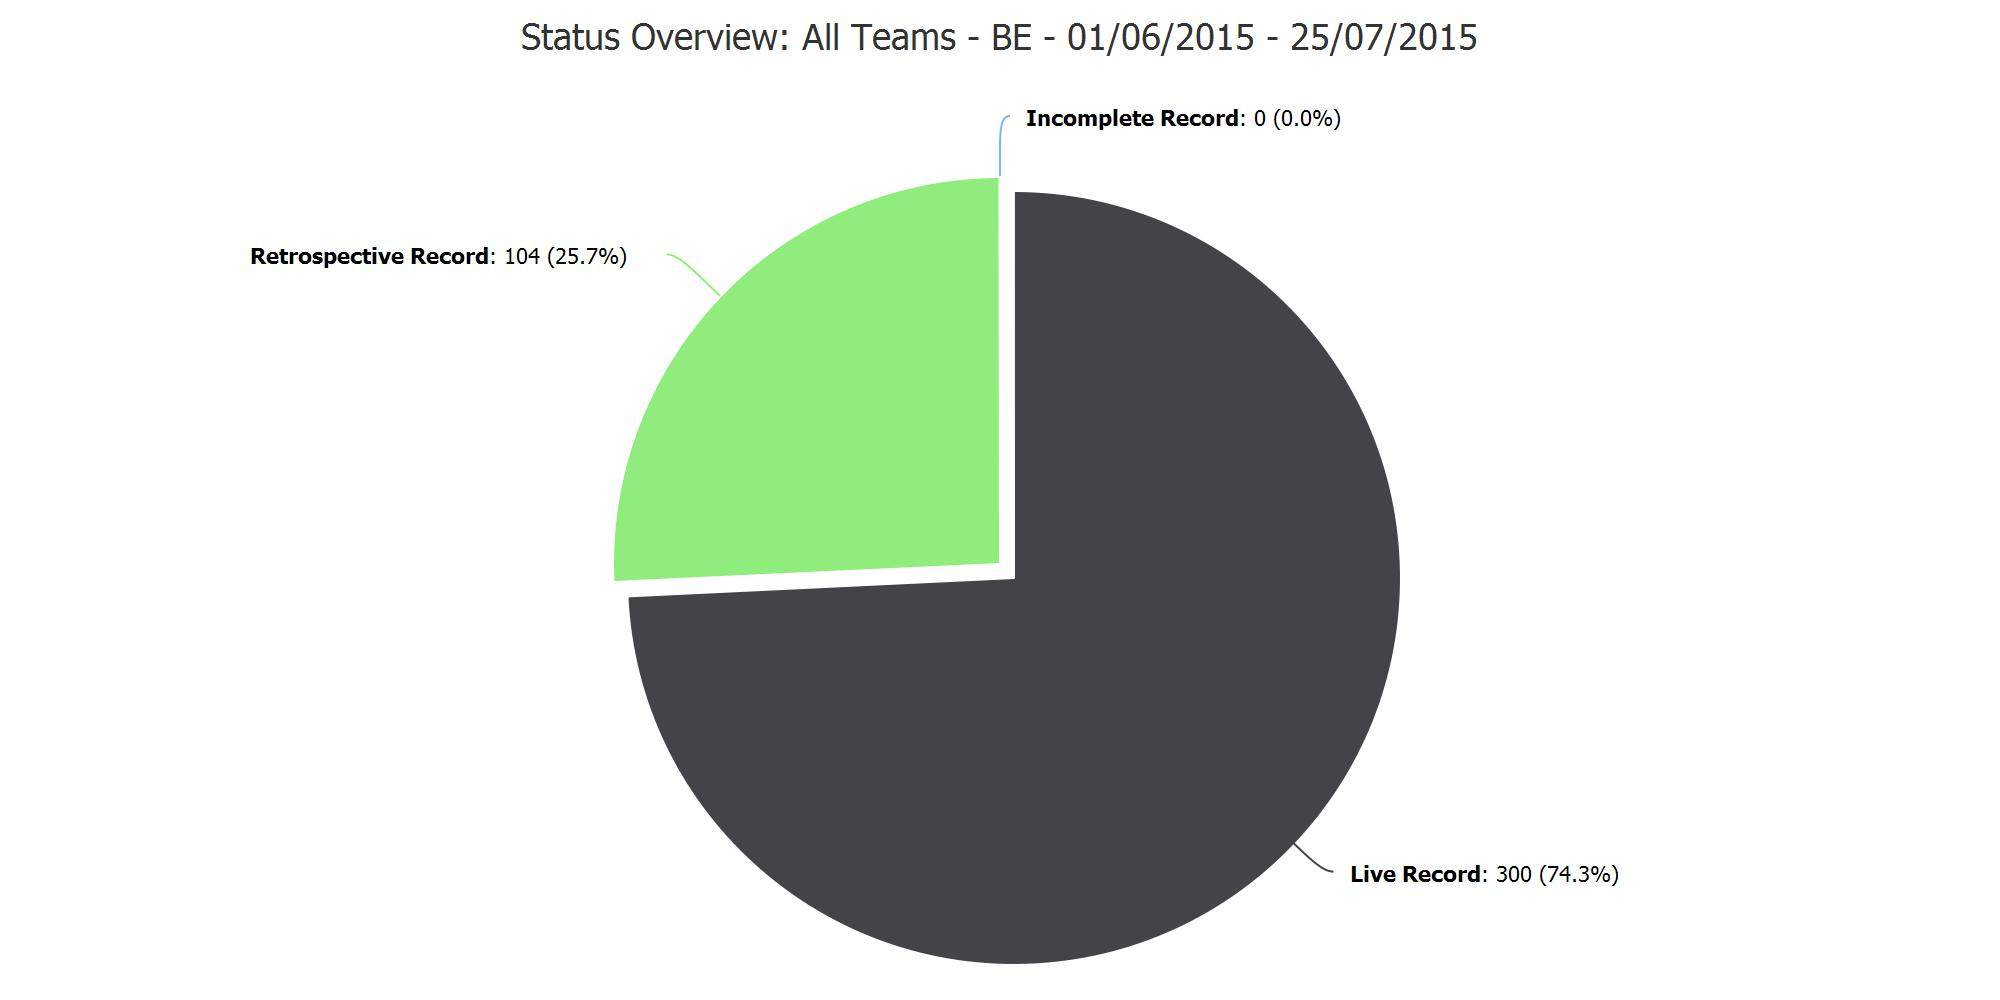 Status Overview: All Teams - BE - 01/06/2015 - 25/07/2015
Incomplete Record: 0 (0.0%)
Retrospective Record: 104 (25.7%)
Live Record: 300 (74.3%)